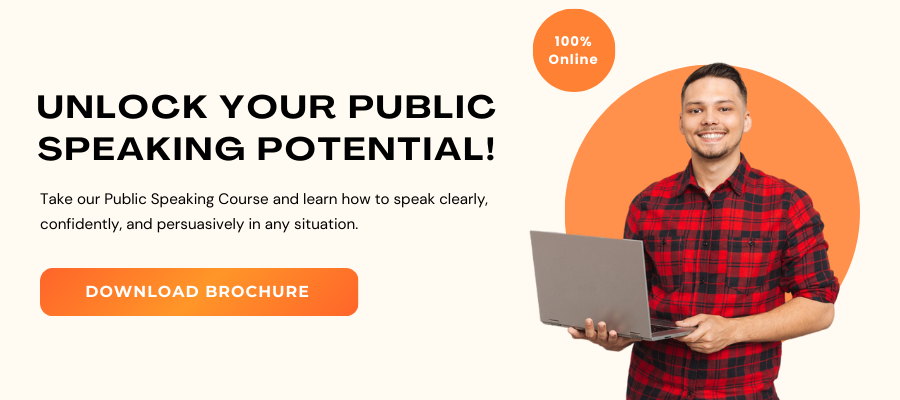 100%
Online
UNLOCK YOUR PUBLIC
SPEAKING POTENTIAL!
Take our Public Speaking Course and learn how to speak clearly,
confidently, and persuasively in any situation.
DOWNLOAD BROCHURE